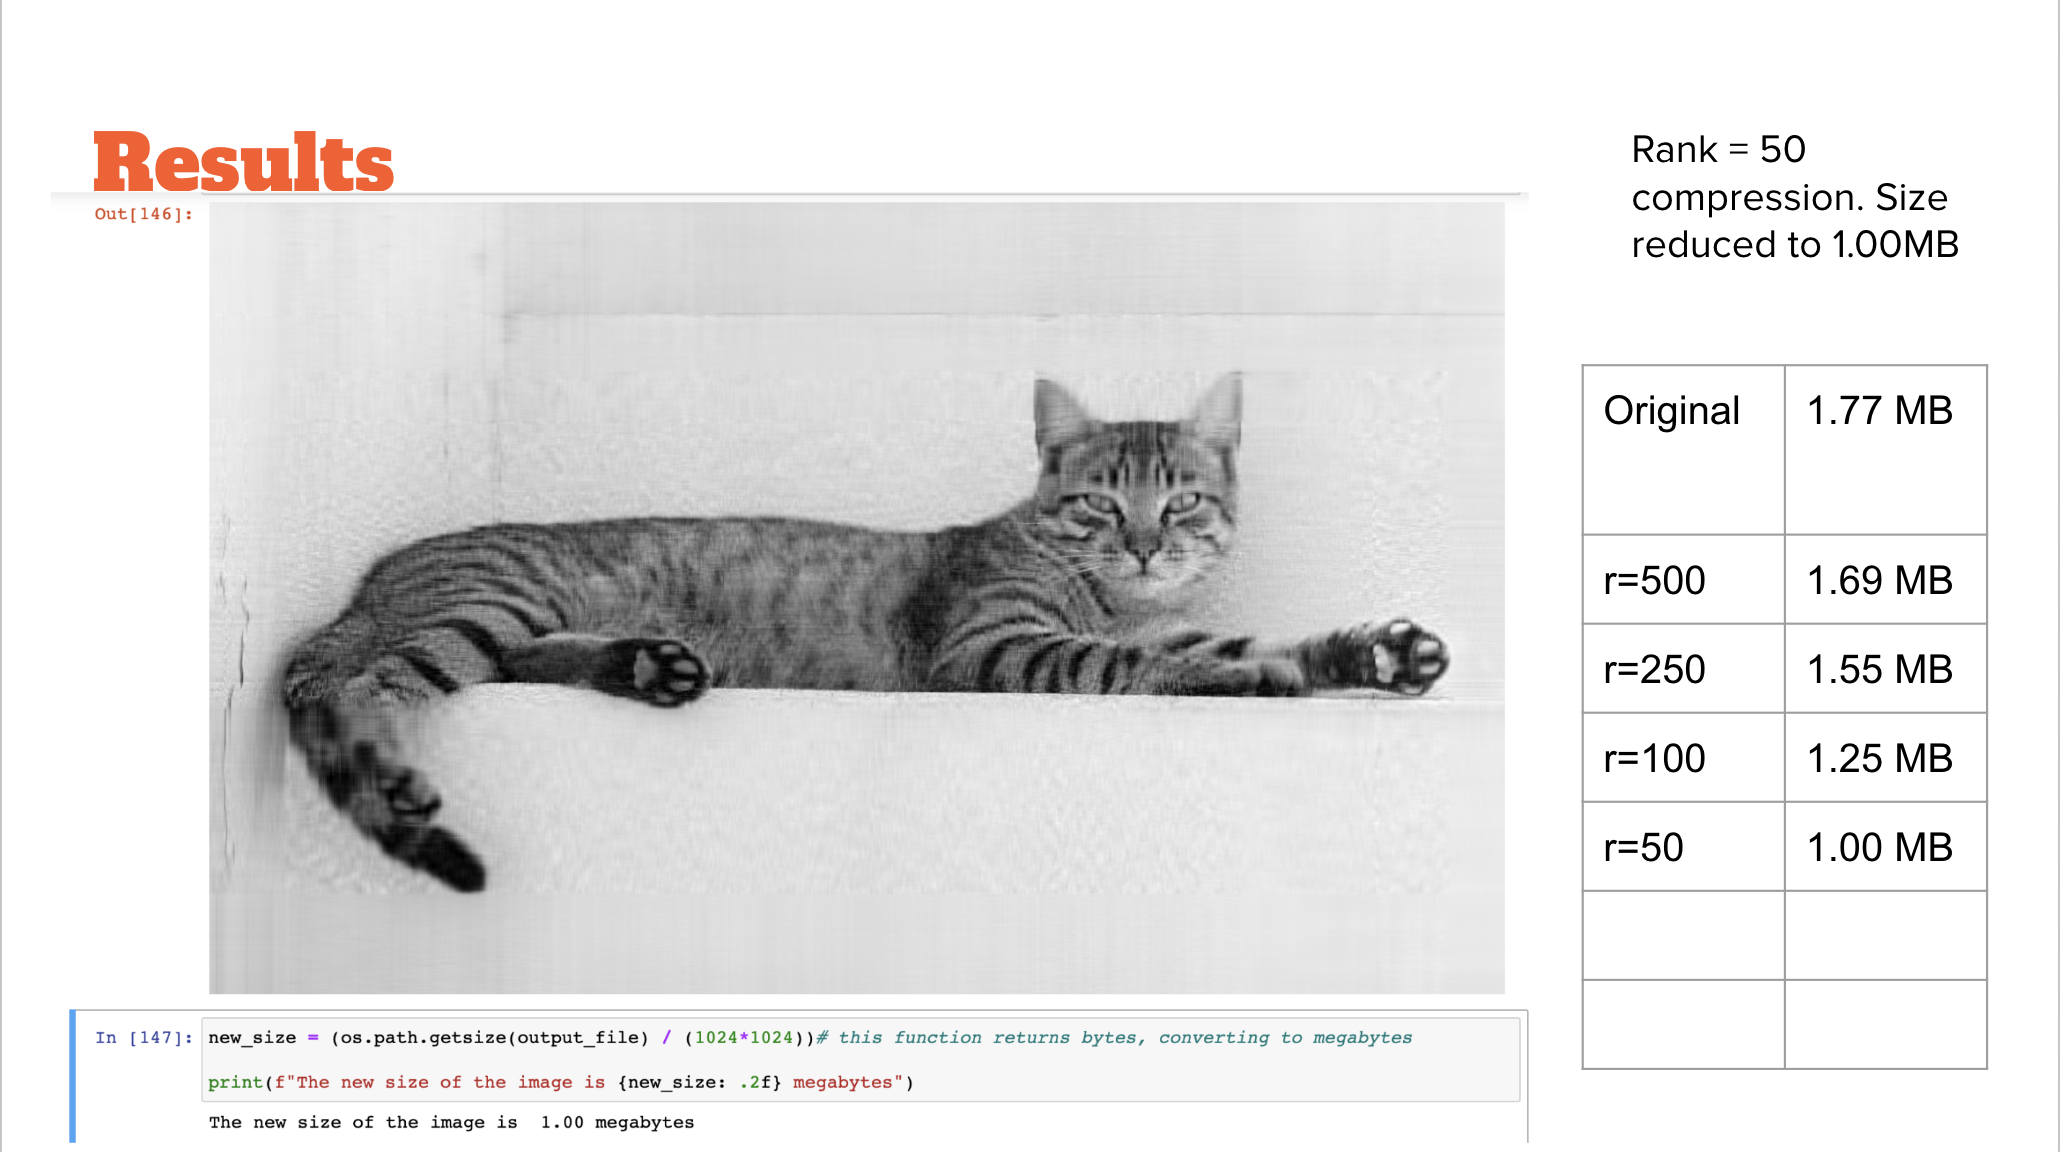 Results
Rank = 50
compression. Size
reduced to 1.00MB
Out[146]:
Original 1.77 MB
r=500 1.69 MB
r=250 1.55 MB
r=100 1.25 MB
r=50 1.00 MB
In [147]: new_size = (os.path.getsize(output_file) / (1024*1024))# this function returns bytes, converting to megabytes
print(f"The new size of the image is {new_size: .2f} megabytes")
The new size of the image is  1.00 megabytes